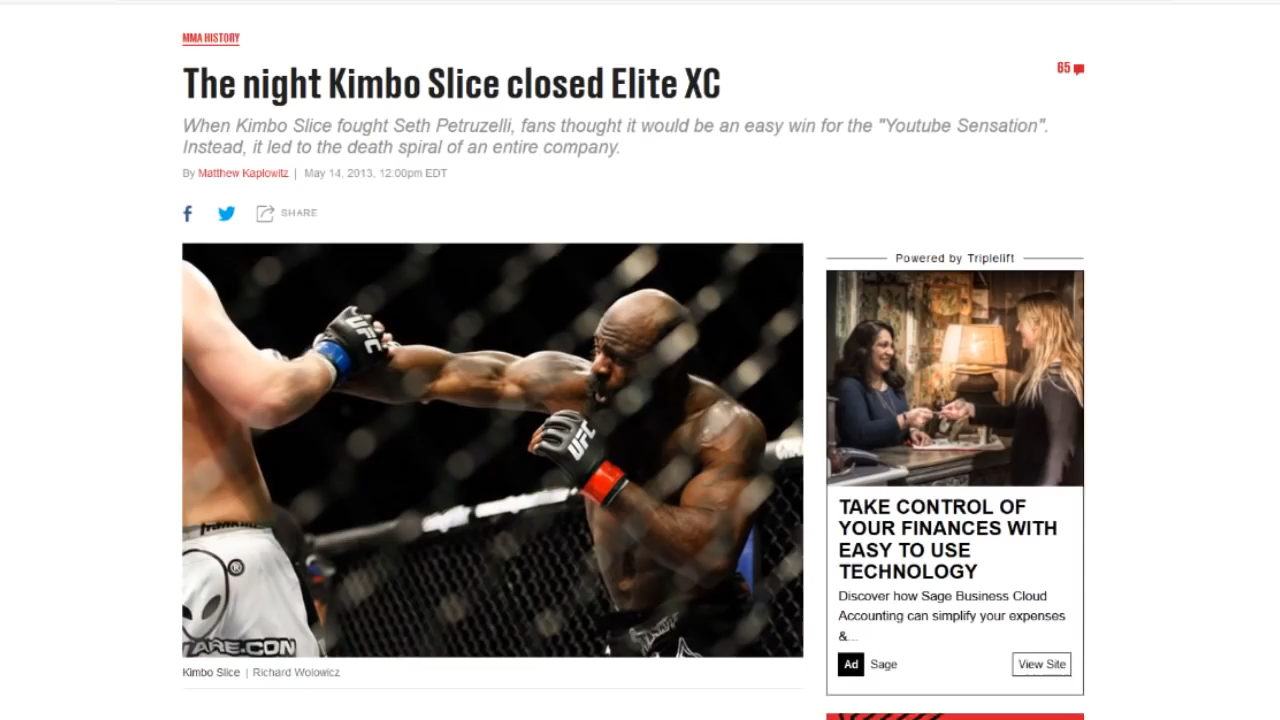 MMA HISTORY
The night Kimbo Slice closed Elite XC
65
When Kimbo Slice fought Seth Petruzelli, fans thought it would be an easy win for the "Youtube Sensation".
Instead, it led to the death spiral of an entire company.
By Matthew Kaplowitz | May 14, 2013, 12:00pm EDT
SHARE
Powered by Triplelift
UFC
UFC
®
TAKE CONTROL OF
YOUR FINANCES WITH
EASY TO USE
TECHNOLOGY
Discover how Sage Business Cloud
Accounting can simplify your expenses
&...
Ad Sage View Site
Kimbo Slice | Richard Wolowicz